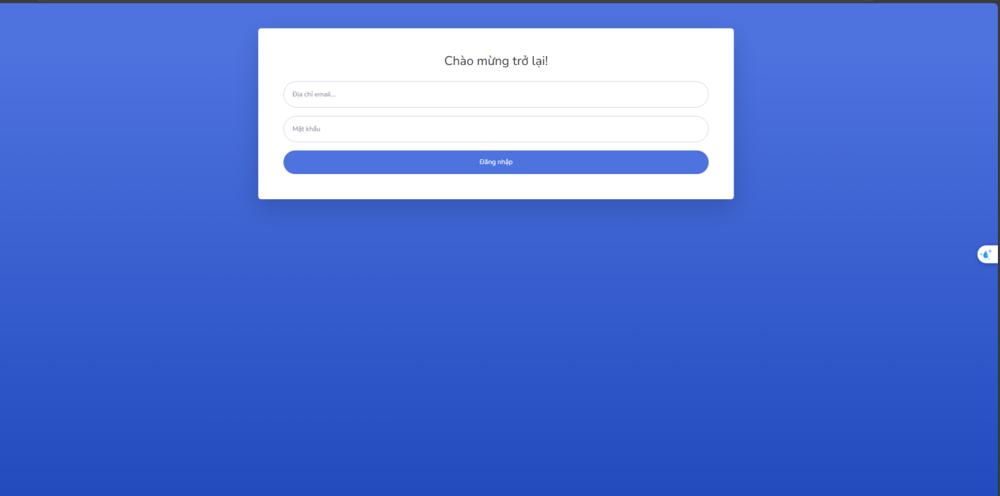 Chào mừng trở lại!
Địa chỉ email...
Mật khẩu
Đăng nhập